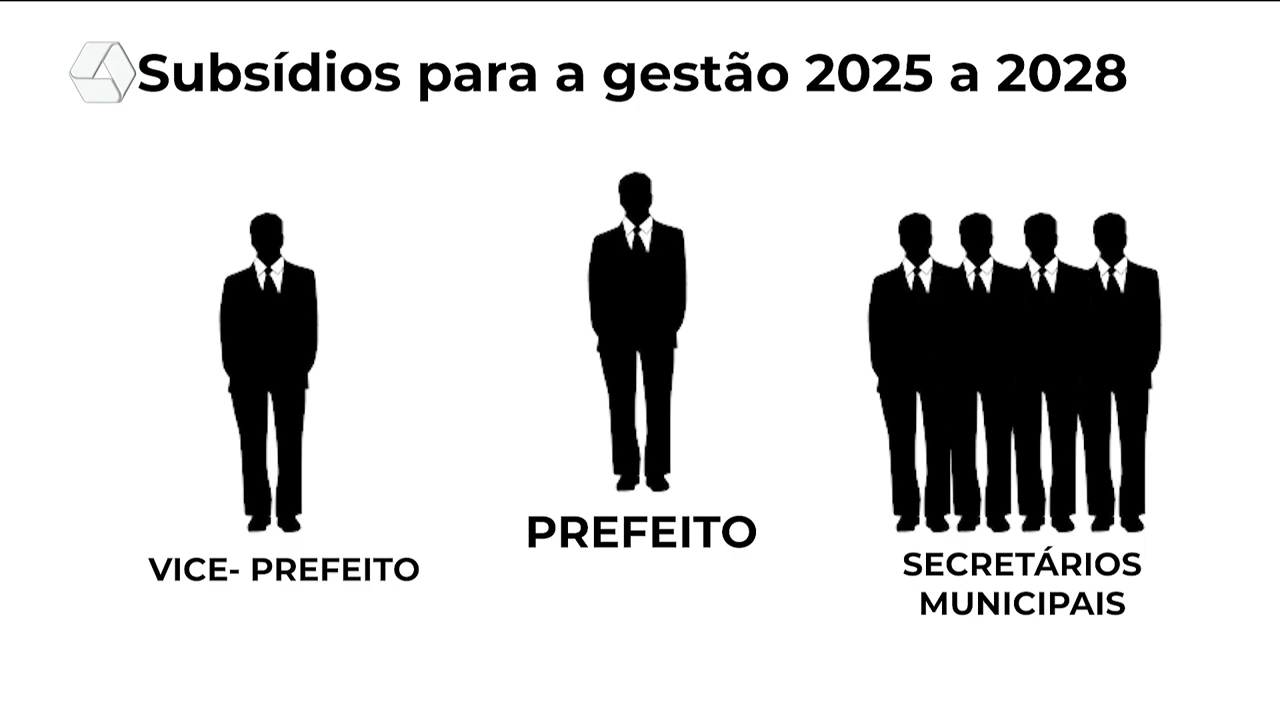 Subsídios para a gestão 2025 a 2028
VICE- PREFEITO
PREFEITO
SECRETÁRIOS
MUNICIPAIS